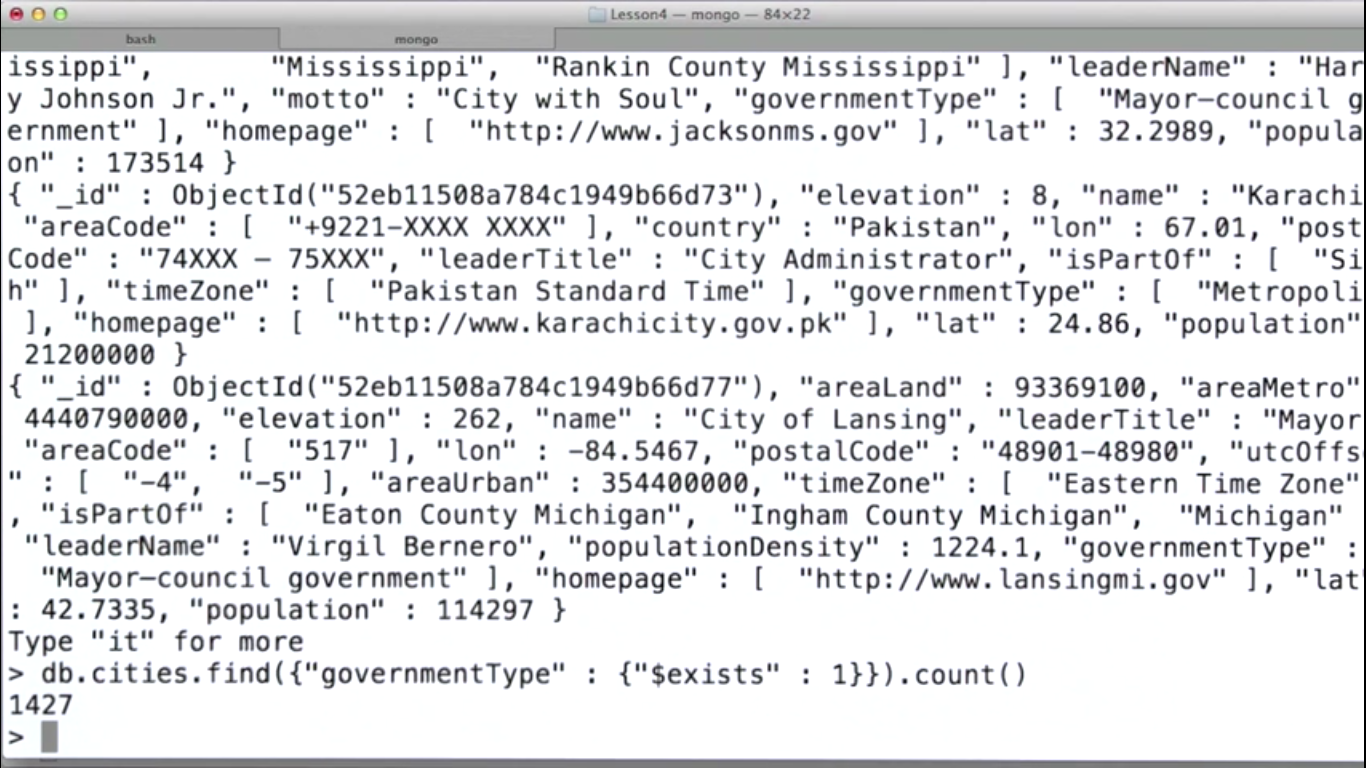 Lesson4 — mongo — 84×22
bash mongo
issippi",       "Mississippi",  "Rankin County Mississippi" ], "leaderName" : "Har
y Johnson Jr.", "motto" : "City with Soul", "governmentType" : [  "Mayor–council g
ernment" ], "homepage" : [  "http://www.jacksonms.gov" ], "lat" : 32.2989, "popula
on" : 173514 }
{ "_id" : ObjectId("52eb11508a784c1949b66d73"), "elevation" : 8, "name" : "Karachi
 "areaCode" : [  "+9221-XXXX XXXX" ], "country" : "Pakistan", "lon" : 67.01, "post
Code" : "74XXX – 75XXX", "leaderTitle" : "City Administrator", "isPartOf" : [  "Si
h" ], "timeZone" : [  "Pakistan Standard Time" ], "governmentType" : [  "Metropoli
 ], "homepage" : [  "http://www.karachicity.gov.pk" ], "lat" : 24.86, "population"
 21200000 }
{ "_id" : ObjectId("52eb11508a784c1949b66d77"), "areaLand" : 93369100, "areaMetro"
 4440790000, "elevation" : 262, "name" : "City of Lansing", "leaderTitle" : "Mayor
 "areaCode" : [  "517" ], "lon" : -84.5467, "postalCode" : "48901-48980", "utcOffs
" : [  "-4",  "-5" ], "areaUrban" : 354400000, "timeZone" : [  "Eastern Time Zone"
, "isPartOf" : [  "Eaton County Michigan",  "Ingham County Michigan",  "Michigan"
 "leaderName" : "Virgil Bernero", "populationDensity" : 1224.1, "governmentType" :
  "Mayor–council government" ], "homepage" : [  "http://www.lansingmi.gov" ], "lat"
: 42.7335, "population" : 114297 }
Type "it" for more
> db.cities.find({"governmentType" : {"$exists" : 1}}).count()
1427
>